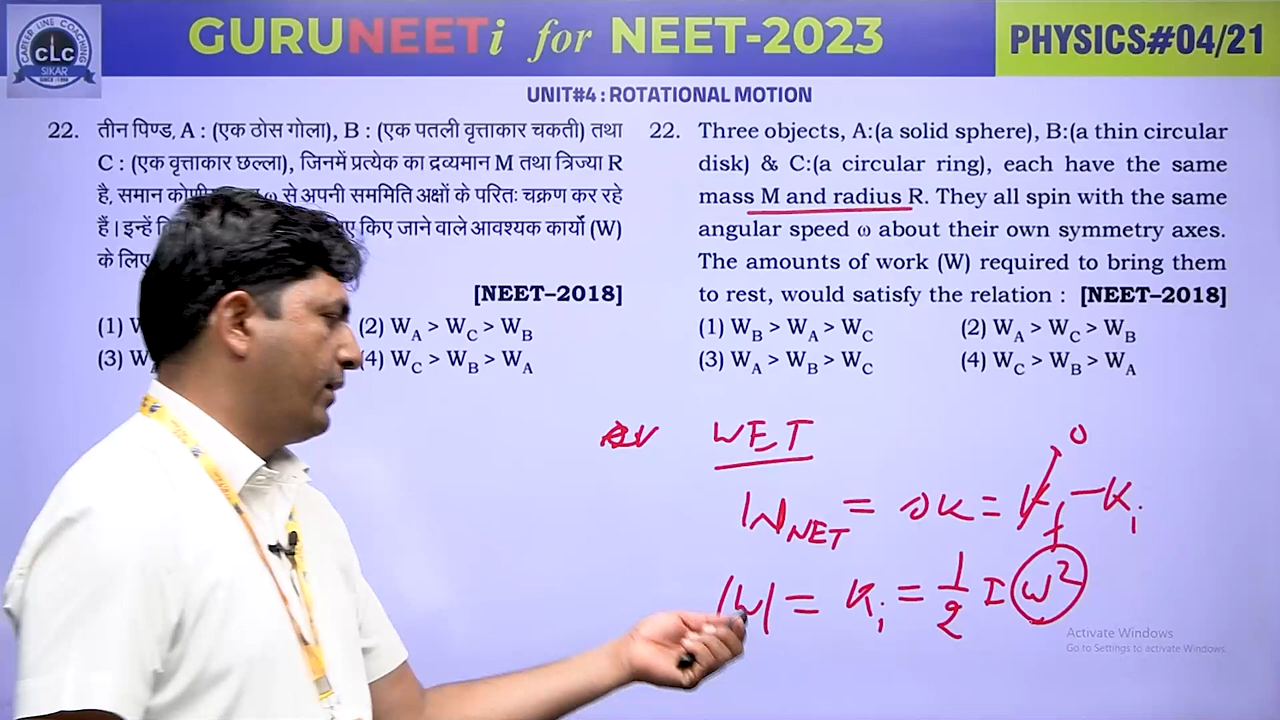 CAREER LINE COACHING
CLC
SIKAR
SINCE : 1996
GURUNEETi for NEET-2023
PHYSICS#04/21
UNIT#4 : ROTATIONAL MOTION
22. तीन पिण्ड, A : (एक ठोस गोला), B : (एक पतली वृत्ताकार चकती) तथा
C : (एक वृत्ताकार छल्ला), जिनमें प्रत्येक का द्रव्यमान M तथा त्रिज्या R
है, समान ω से अपनी सममिति अक्षों के परितः चक्रण कर रहे
हैं। इन्हें किए जाने वाले आवश्यक कार्यों (W)
के लिए
[NEET–2018]
(1) W (2) W_A > W_C > W_B
(3) W (4) W_C > W_B > W_A
22. Three objects, A:(a solid sphere), B:(a thin circular
disk) & C:(a circular ring), each have the same
mass M and radius R. They all spin with the same
angular speed ω about their own symmetry axes.
The amounts of work (W) required to bring them
to rest, would satisfy the relation : [NEET–2018]
(1) W_B > W_A > W_C (2) W_A > W_C > W_B
(3) W_A > W_B > W_C (4) W_C > W_B > W_A
WET
0
W_NET = ΔK = K_f − K_i
|W| = K_i = 1/2 I ω²
Activate Windows
Go to Settings to activate Windows.